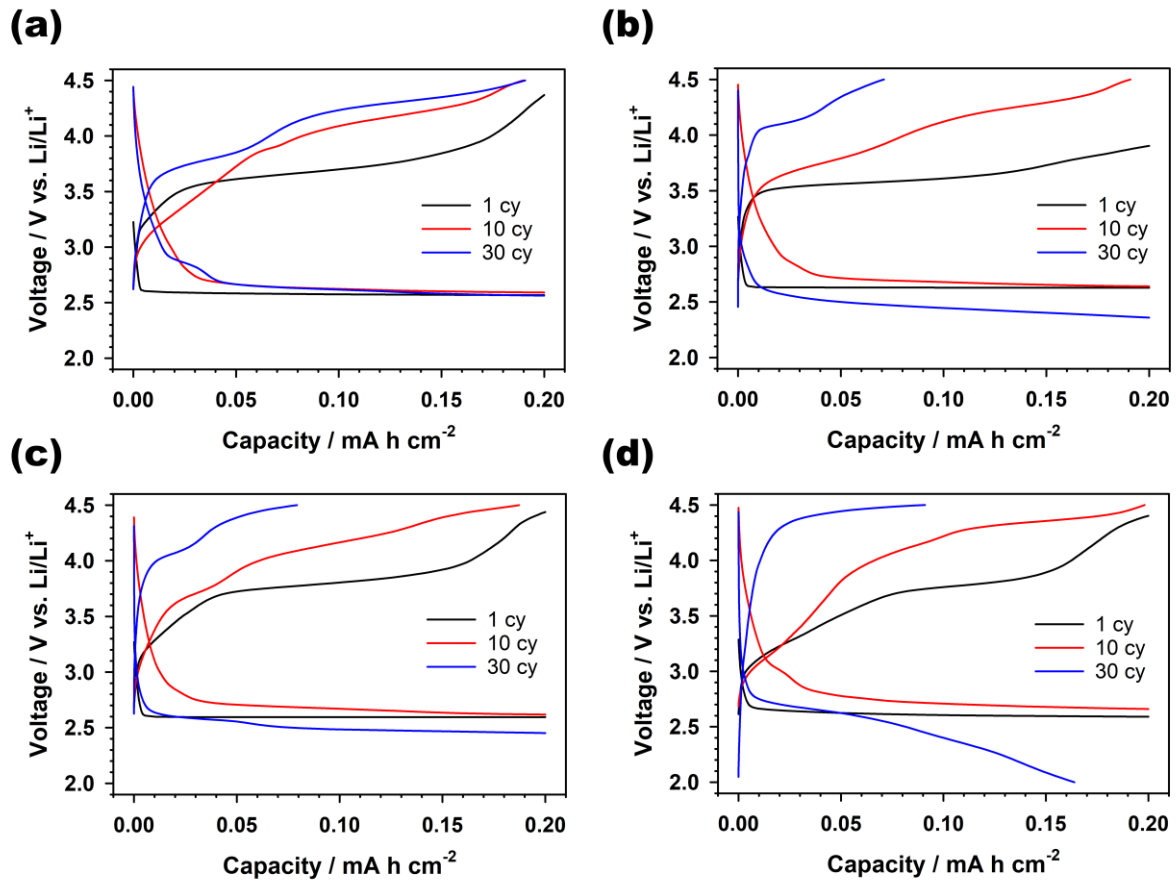 (a)
Voltage / V vs. Li/Li+
4.5
4.0
3.5
3.0
2.5
2.0
1 cy
10 cy
30 cy
0.00 0.05 0.10 0.15 0.20
Capacity / mA h cm-2
(b)
Voltage / V vs. Li/Li+
4.5
4.0
3.5
3.0
2.5
2.0
1 cy
10 cy
30 cy
0.00 0.05 0.10 0.15 0.20
Capacity / mA h cm-2
(c)
Voltage / V vs. Li/Li+
4.5
4.0
3.5
3.0
2.5
2.0
1 cy
10 cy
30 cy
0.00 0.05 0.10 0.15 0.20
Capacity / mA h cm-2
(d)
Voltage / V vs. Li/Li+
4.5
4.0
3.5
3.0
2.5
2.0
1 cy
10 cy
30 cy
0.00 0.05 0.10 0.15 0.20
Capacity / mA h cm-2